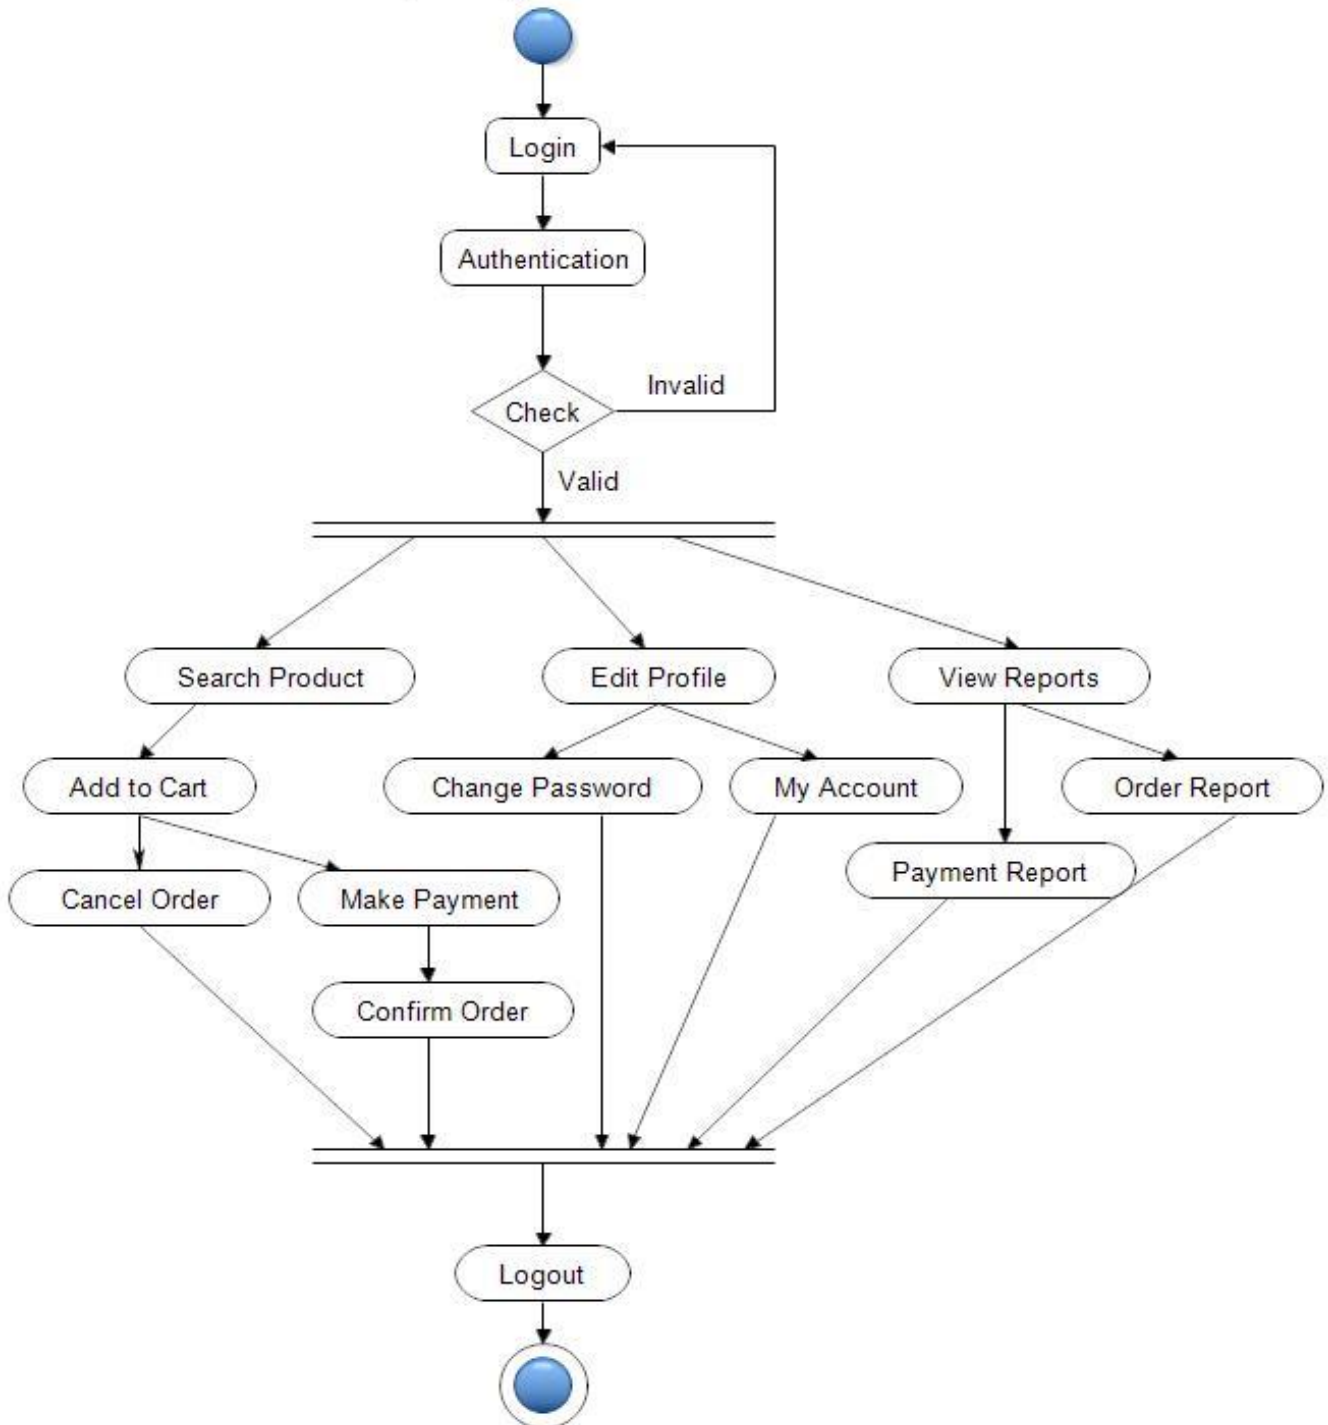 Login
Authentication
Invalid
Check
Valid
Search Product
Edit Profile
View Reports
Add to Cart
Change Password
My Account
Order Report
Payment Report
Cancel Order
Make Payment
Confirm Order
Logout